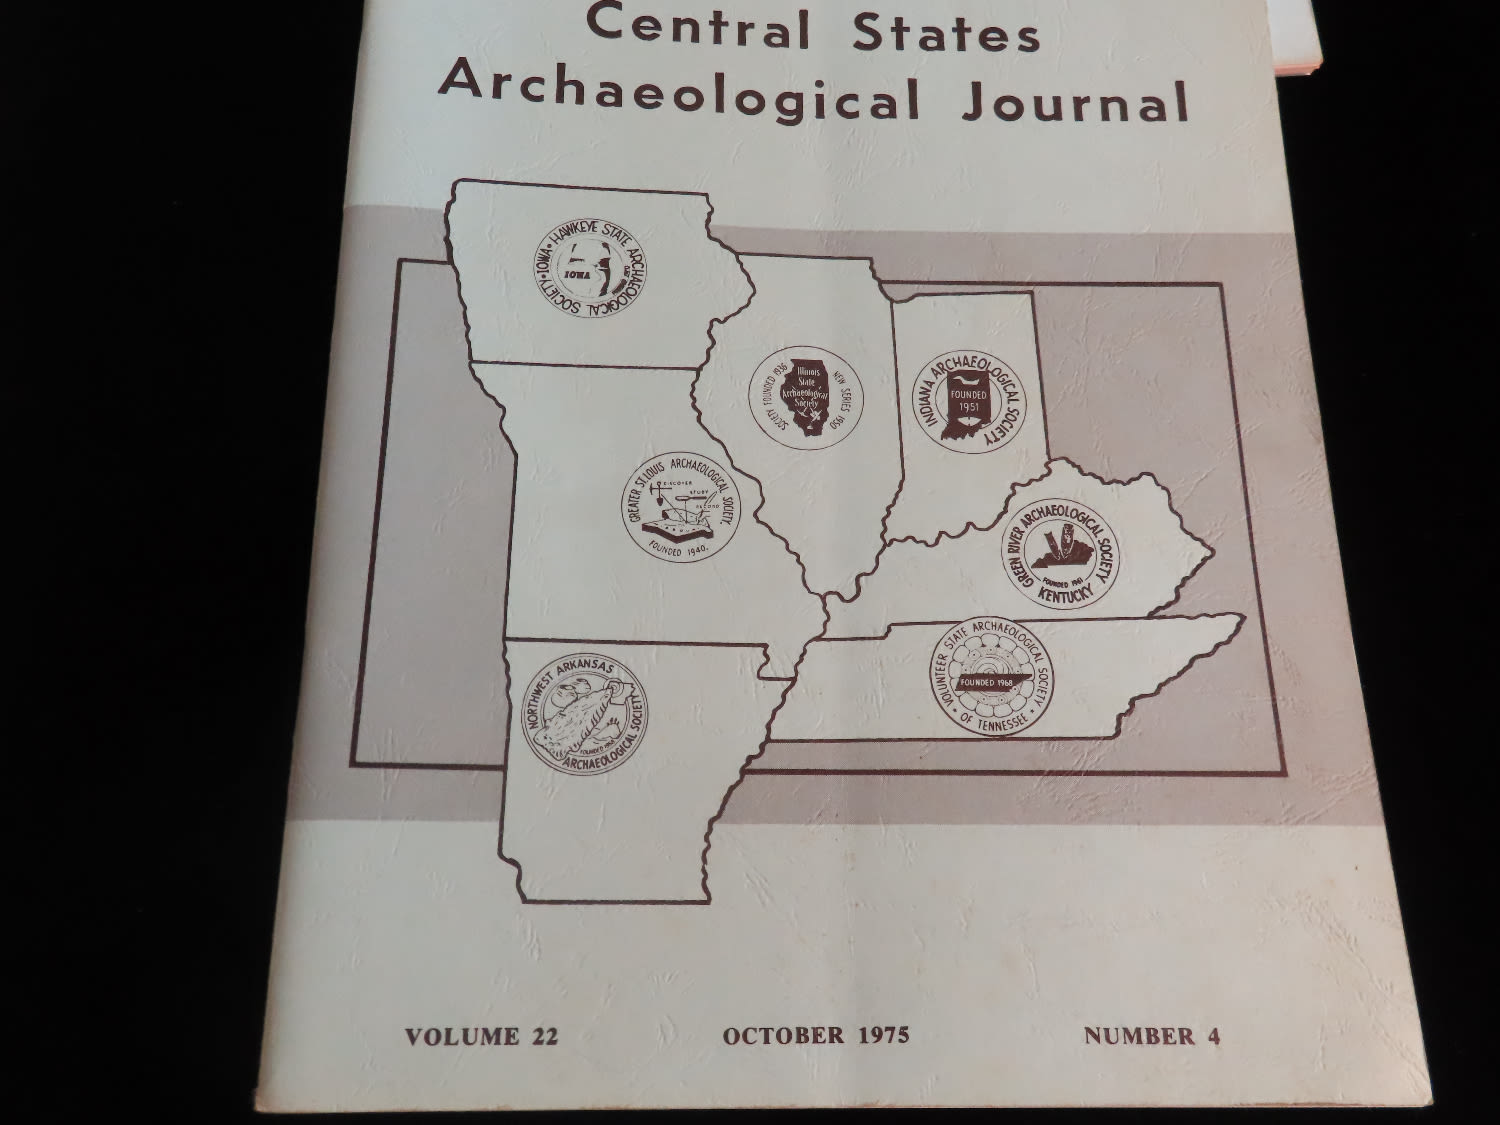 Central States
Archaeological Journal
HAWKEYE STATE ARCHAEOLOGICAL SOCIETY • IOWA •
IOWA
SOCIETY FOUNDED 1936
NEW SERIES 1950
Illinois
State
Archaeological
Society
INDIANA ARCHAEOLOGICAL SOCIETY
FOUNDED
1951
GREATER ST. LOUIS ARCHAEOLOGICAL SOCIETY.
DISCOVER
STUDY
RECORD
FOUNDED 1940.
GREEN RIVER ARCHAEOLOGICAL SOCIETY
FOUNDED 1961
KENTUCKY
VOLUNTEER STATE ARCHAEOLOGICAL SOCIETY
FOUNDED 1968
• OF TENNESSEE •
NORTHWEST ARKANSAS
ARCHAEOLOGICAL SOCIETY
VOLUME 22 OCTOBER 1975 NUMBER 4